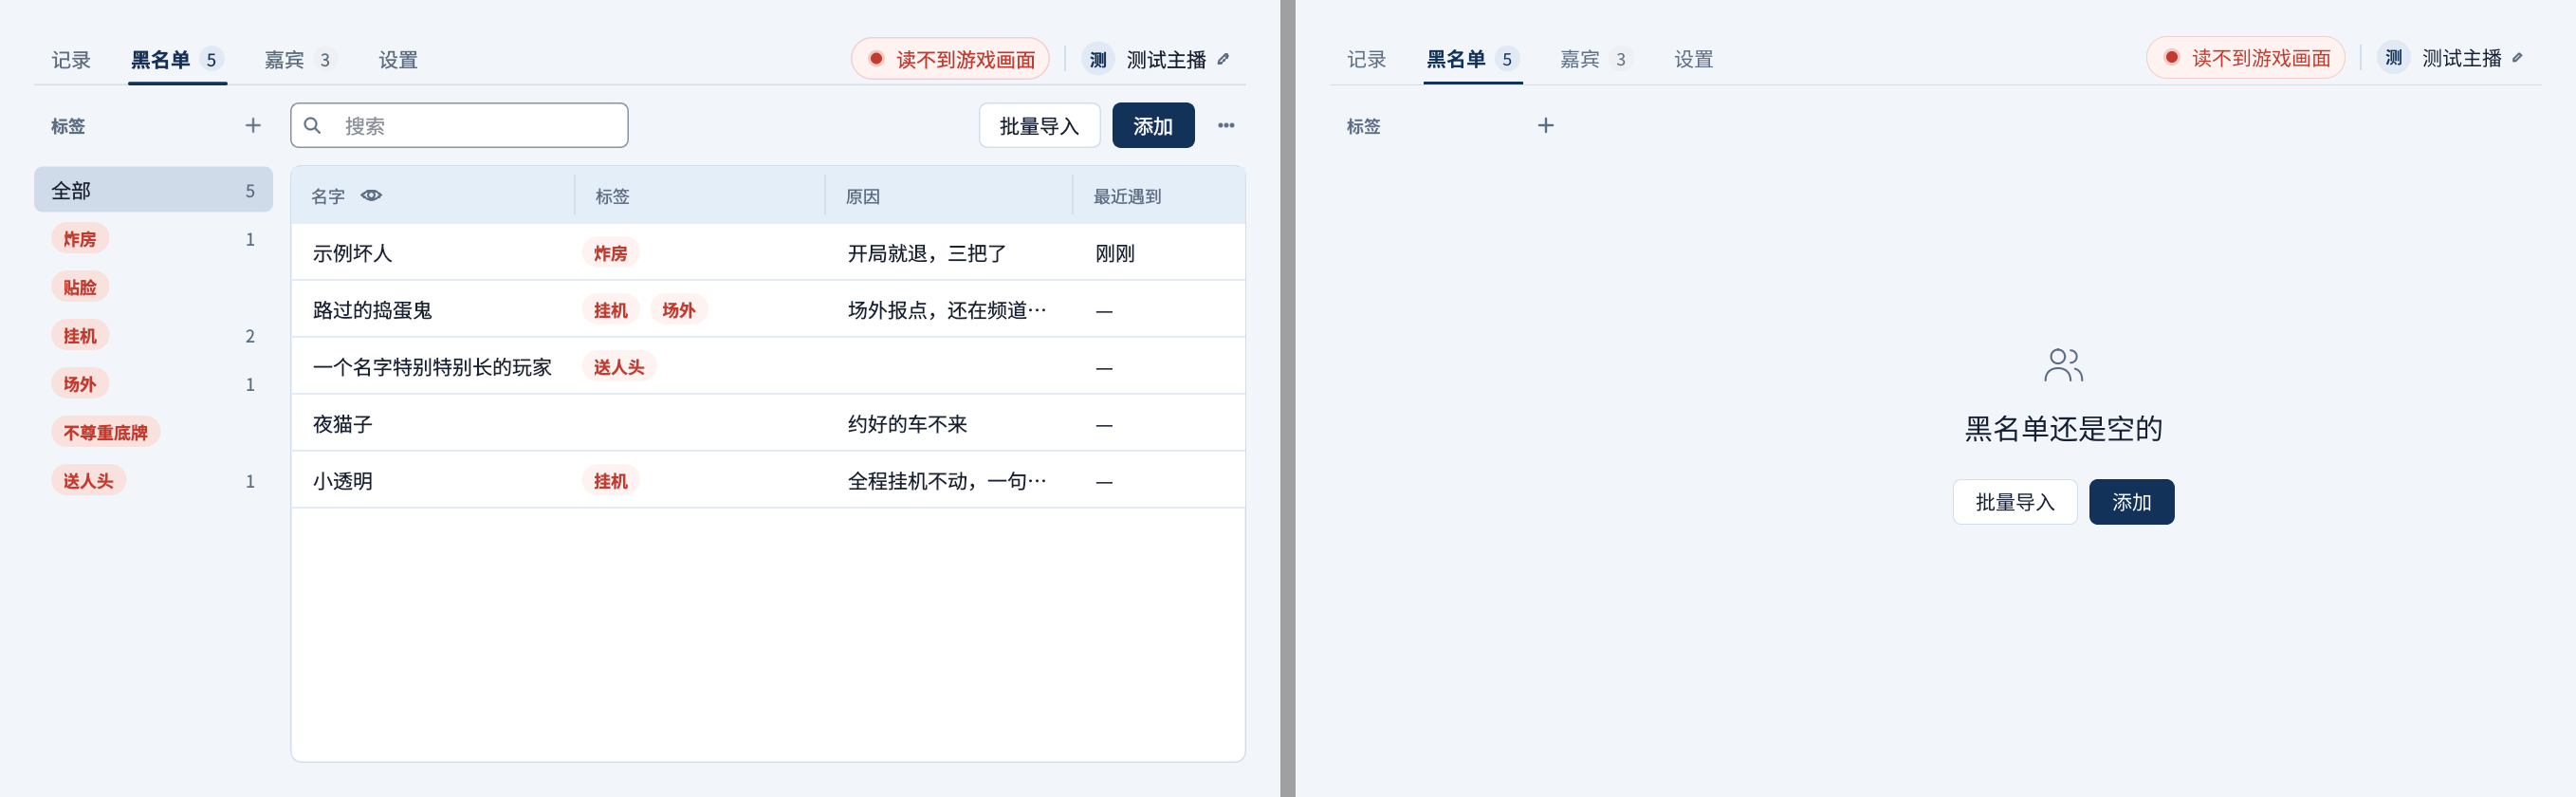 记录 黑名单 5 嘉宾 3 设置 读不到游戏画面 测 测试主播
标签 搜索 批量导入 添加
全部 5
炸房 1
贴脸
挂机 2
场外 1
不尊重底牌
送人头 1
名字 标签 原因 最近遇到
示例坏人 炸房 开局就退，三把了 刚刚
路过的捣蛋鬼 挂机 场外 场外报点，还在频道… —
一个名字特别特别长的玩家 送人头 —
夜猫子 约好的车不来 —
小透明 挂机 全程挂机不动，一句… —
记录 黑名单 5 嘉宾 3 设置 读不到游戏画面 测 测试主播
标签
黑名单还是空的
批量导入 添加